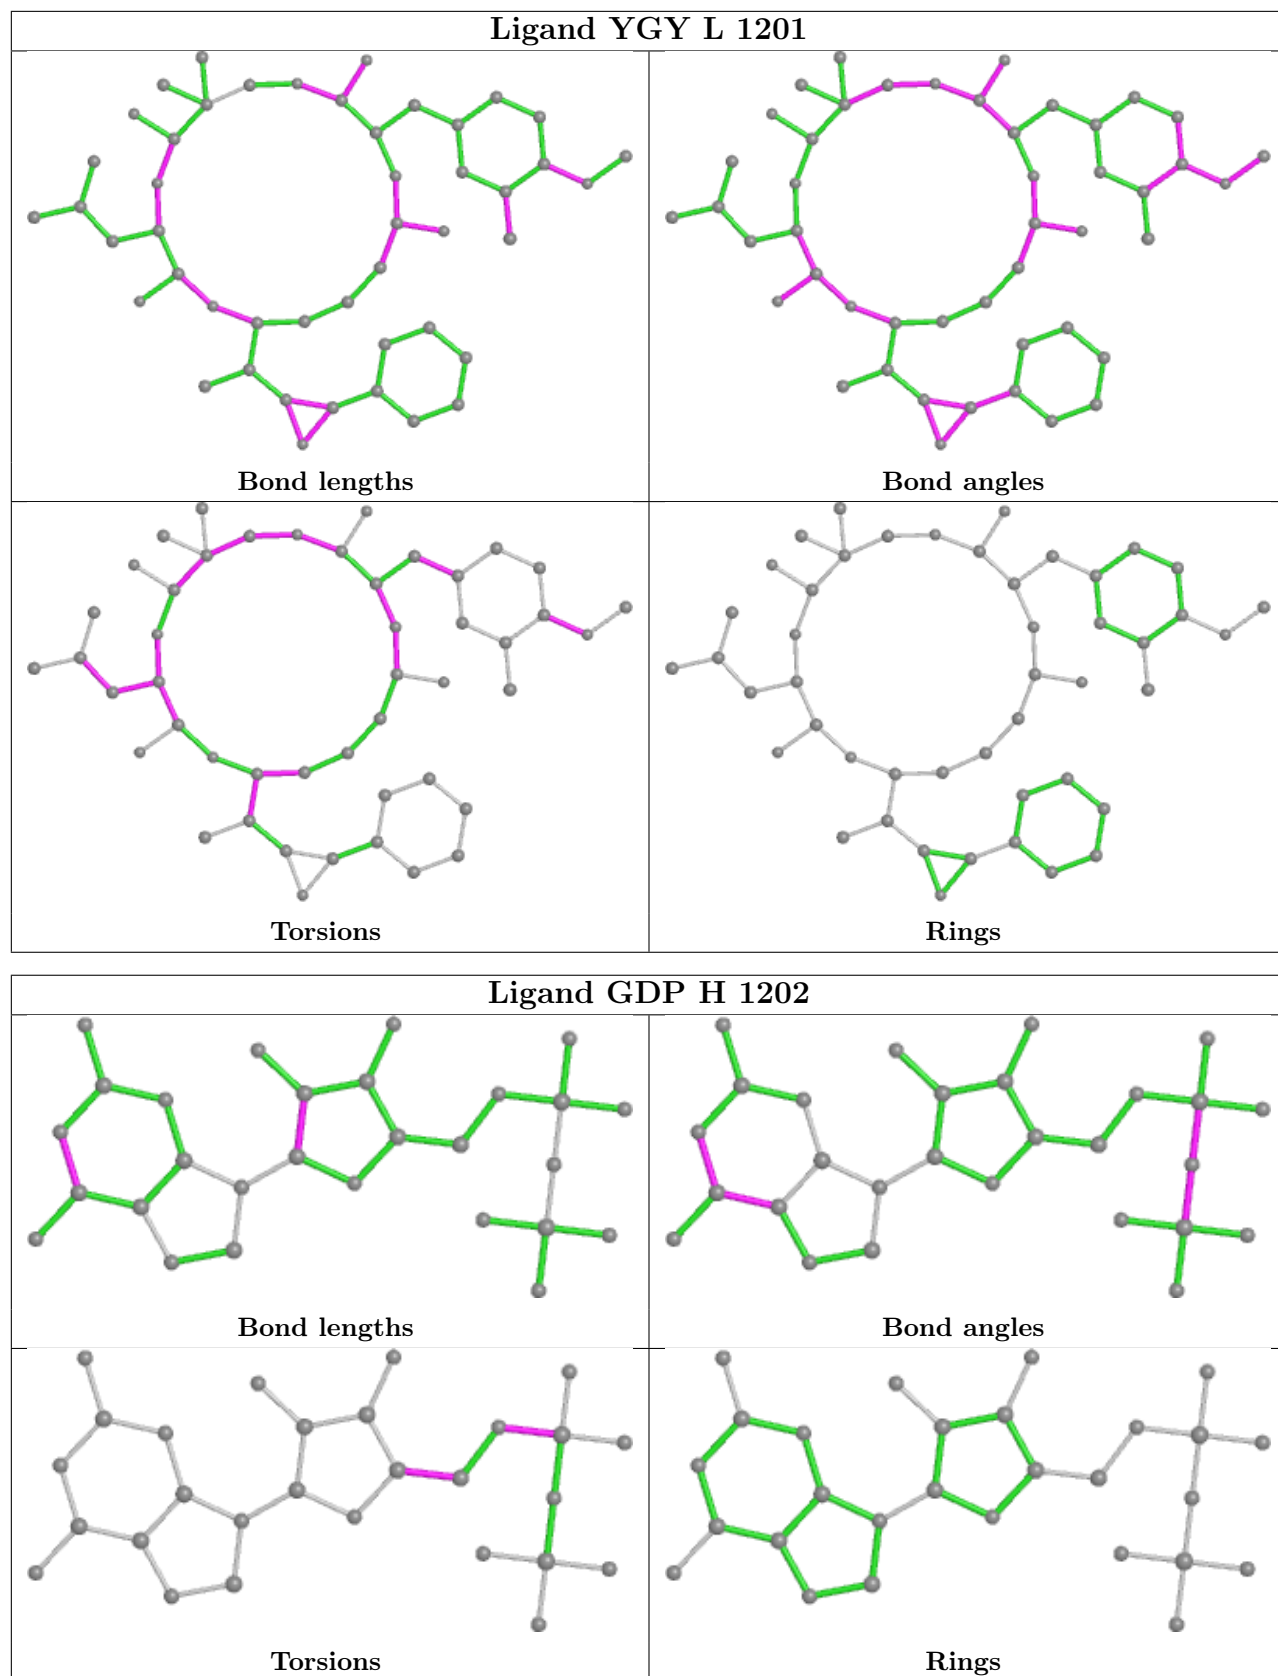 Ligand YGY L 1201
Bond lengths
Bond angles
Torsions
Rings
Ligand GDP H 1202
Bond lengths
Bond angles
Torsions
Rings